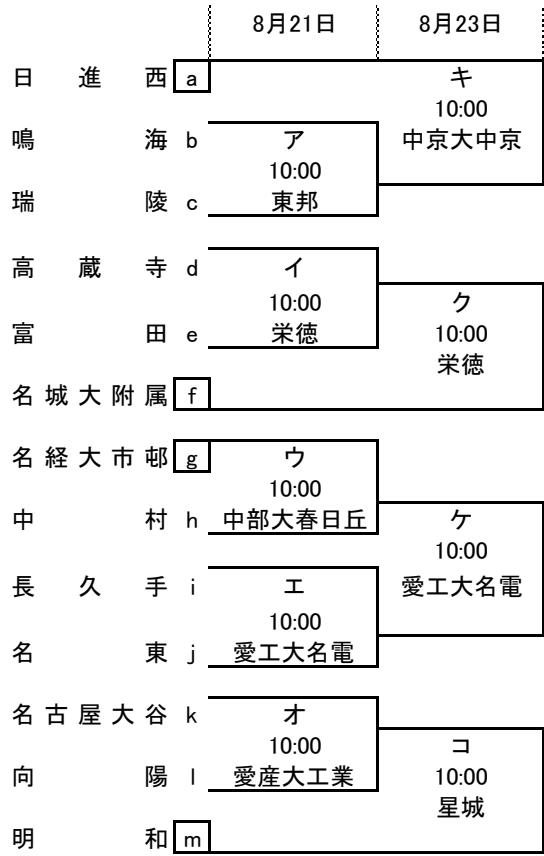 8月21日 8月23日
日進西 a キ
10:00
鳴海 b ア 中京大中京
10:00
瑞陵 c 東邦
高蔵寺 d イ
10:00 ク
富田 e 栄徳 10:00
栄徳
名城大附属 f
名経大市邨 g ウ
10:00
中村 h 中部大春日丘 ケ
10:00
長久手 i エ 愛工大名電
10:00
名東 j 愛工大名電
名古屋大谷 k オ
10:00 コ
向陽 l 愛産大工業 10:00
星城
明和 m